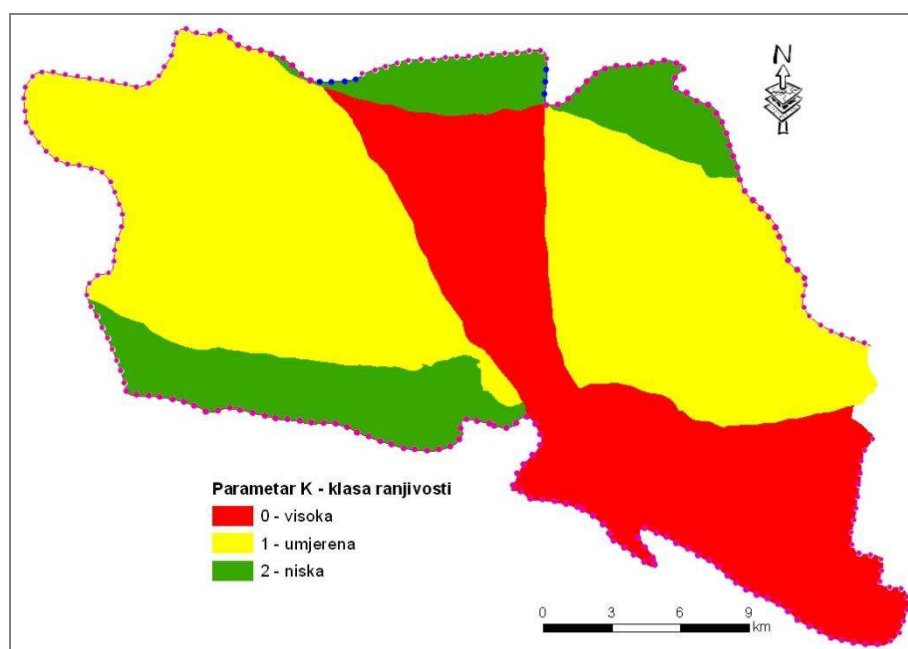 N
Parametar K - klasa ranjivosti
0 - visoka
1 - umjerena
2 - niska
0 3 6 9
km